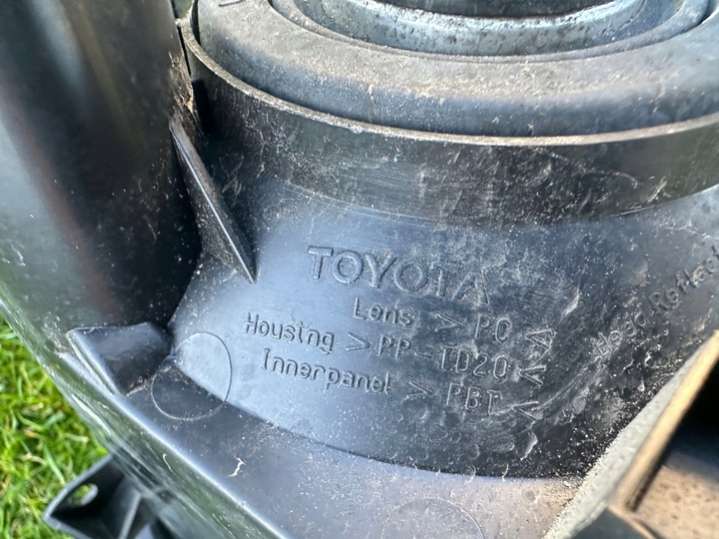 TOYOTA
Lens > PC <
Housing > PP-TD20 <
Innerpanel > PBT <